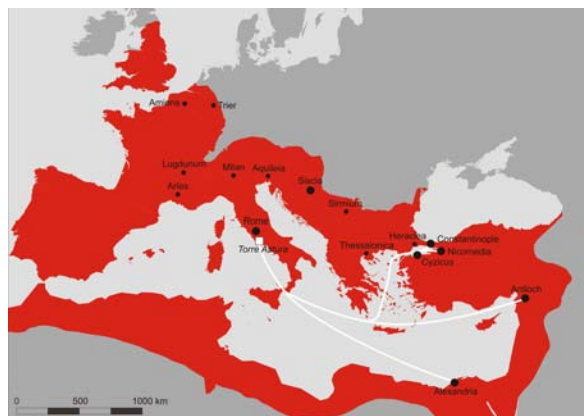 Amiens
Trier
Lugdunum
Milan
Aquileia
Arles
Siscia
Sirmium
Rome
Torre Astura
Thessalonica
Heraclea
Constantinople
Nicomedia
Cyzicus
Antioch
Alexandria
0 500 1000 km